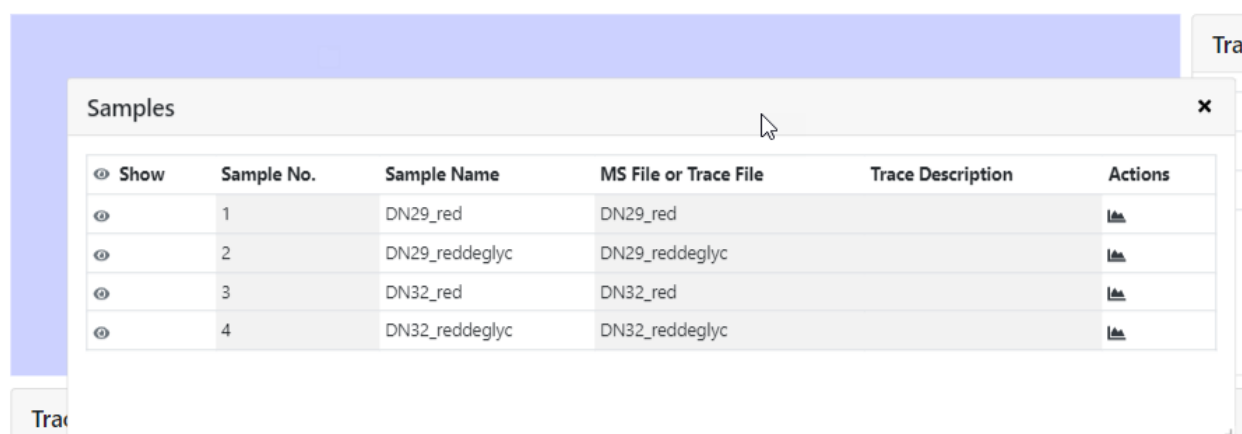 Tra
Samples
Show Sample No. Sample Name MS File or Trace File Trace Description Actions
1 DN29_red DN29_red
2 DN29_reddeglyc DN29_reddeglyc
3 DN32_red DN32_red
4 DN32_reddeglyc DN32_reddeglyc
Trac